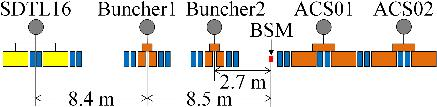 SDTL16 Buncher1 Buncher2 ACS01 ACS02
BSM
2.7 m
8.4 m 8.5 m